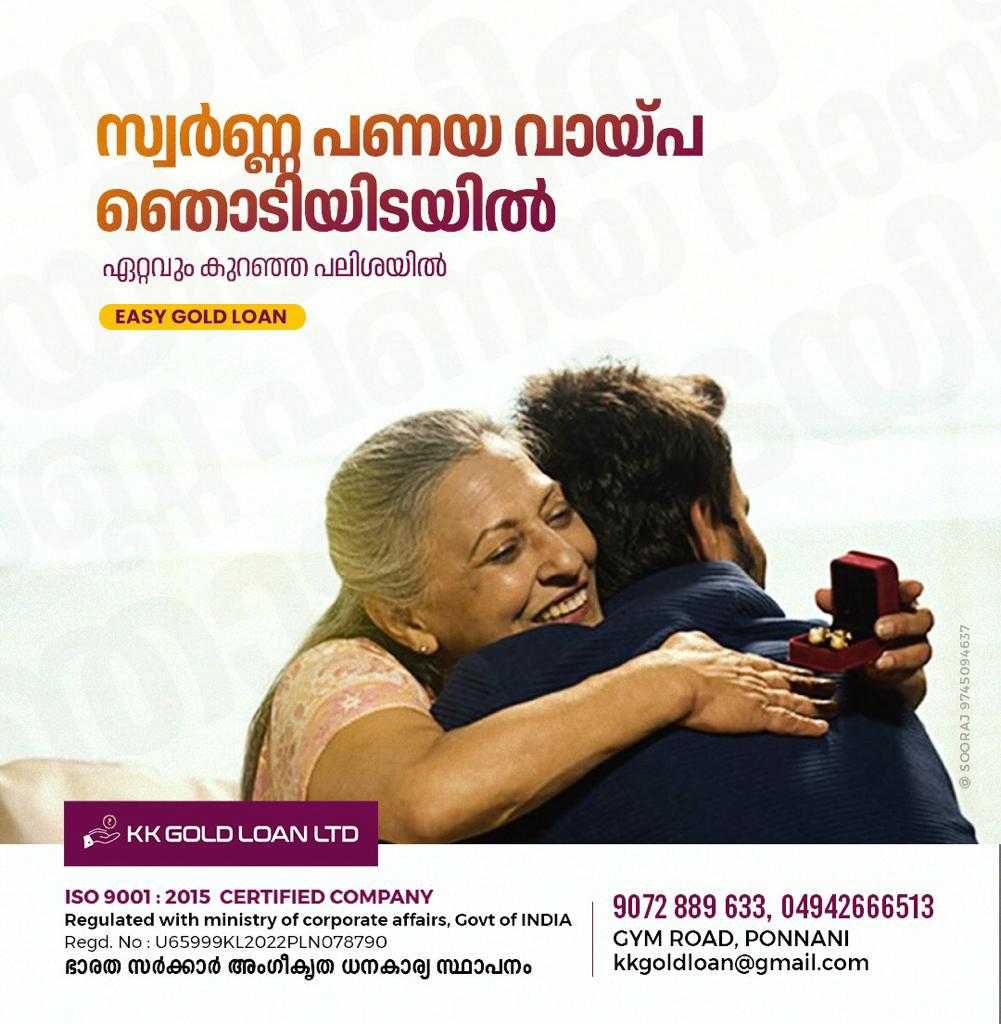 സ്വർണ്ണ പണയ വായ്പ
ഞൊടിയിടയിൽ
ഏറ്റവും കുറഞ്ഞ പലിശയിൽ
EASY GOLD LOAN
@ SOORAJ 9745094637
KK GOLD LOAN LTD
ISO 9001 : 2015 CERTIFIED COMPANY
Regulated with ministry of corporate affairs, Govt of INDIA
Regd. No : U65999KL2022PLN078790
ഭാരത സർക്കാർ അംഗീകൃത ധനകാര്യ സ്ഥാപനം
9072 889 633, 04942666513
GYM ROAD, PONNANI
kkgoldloan@gmail.com